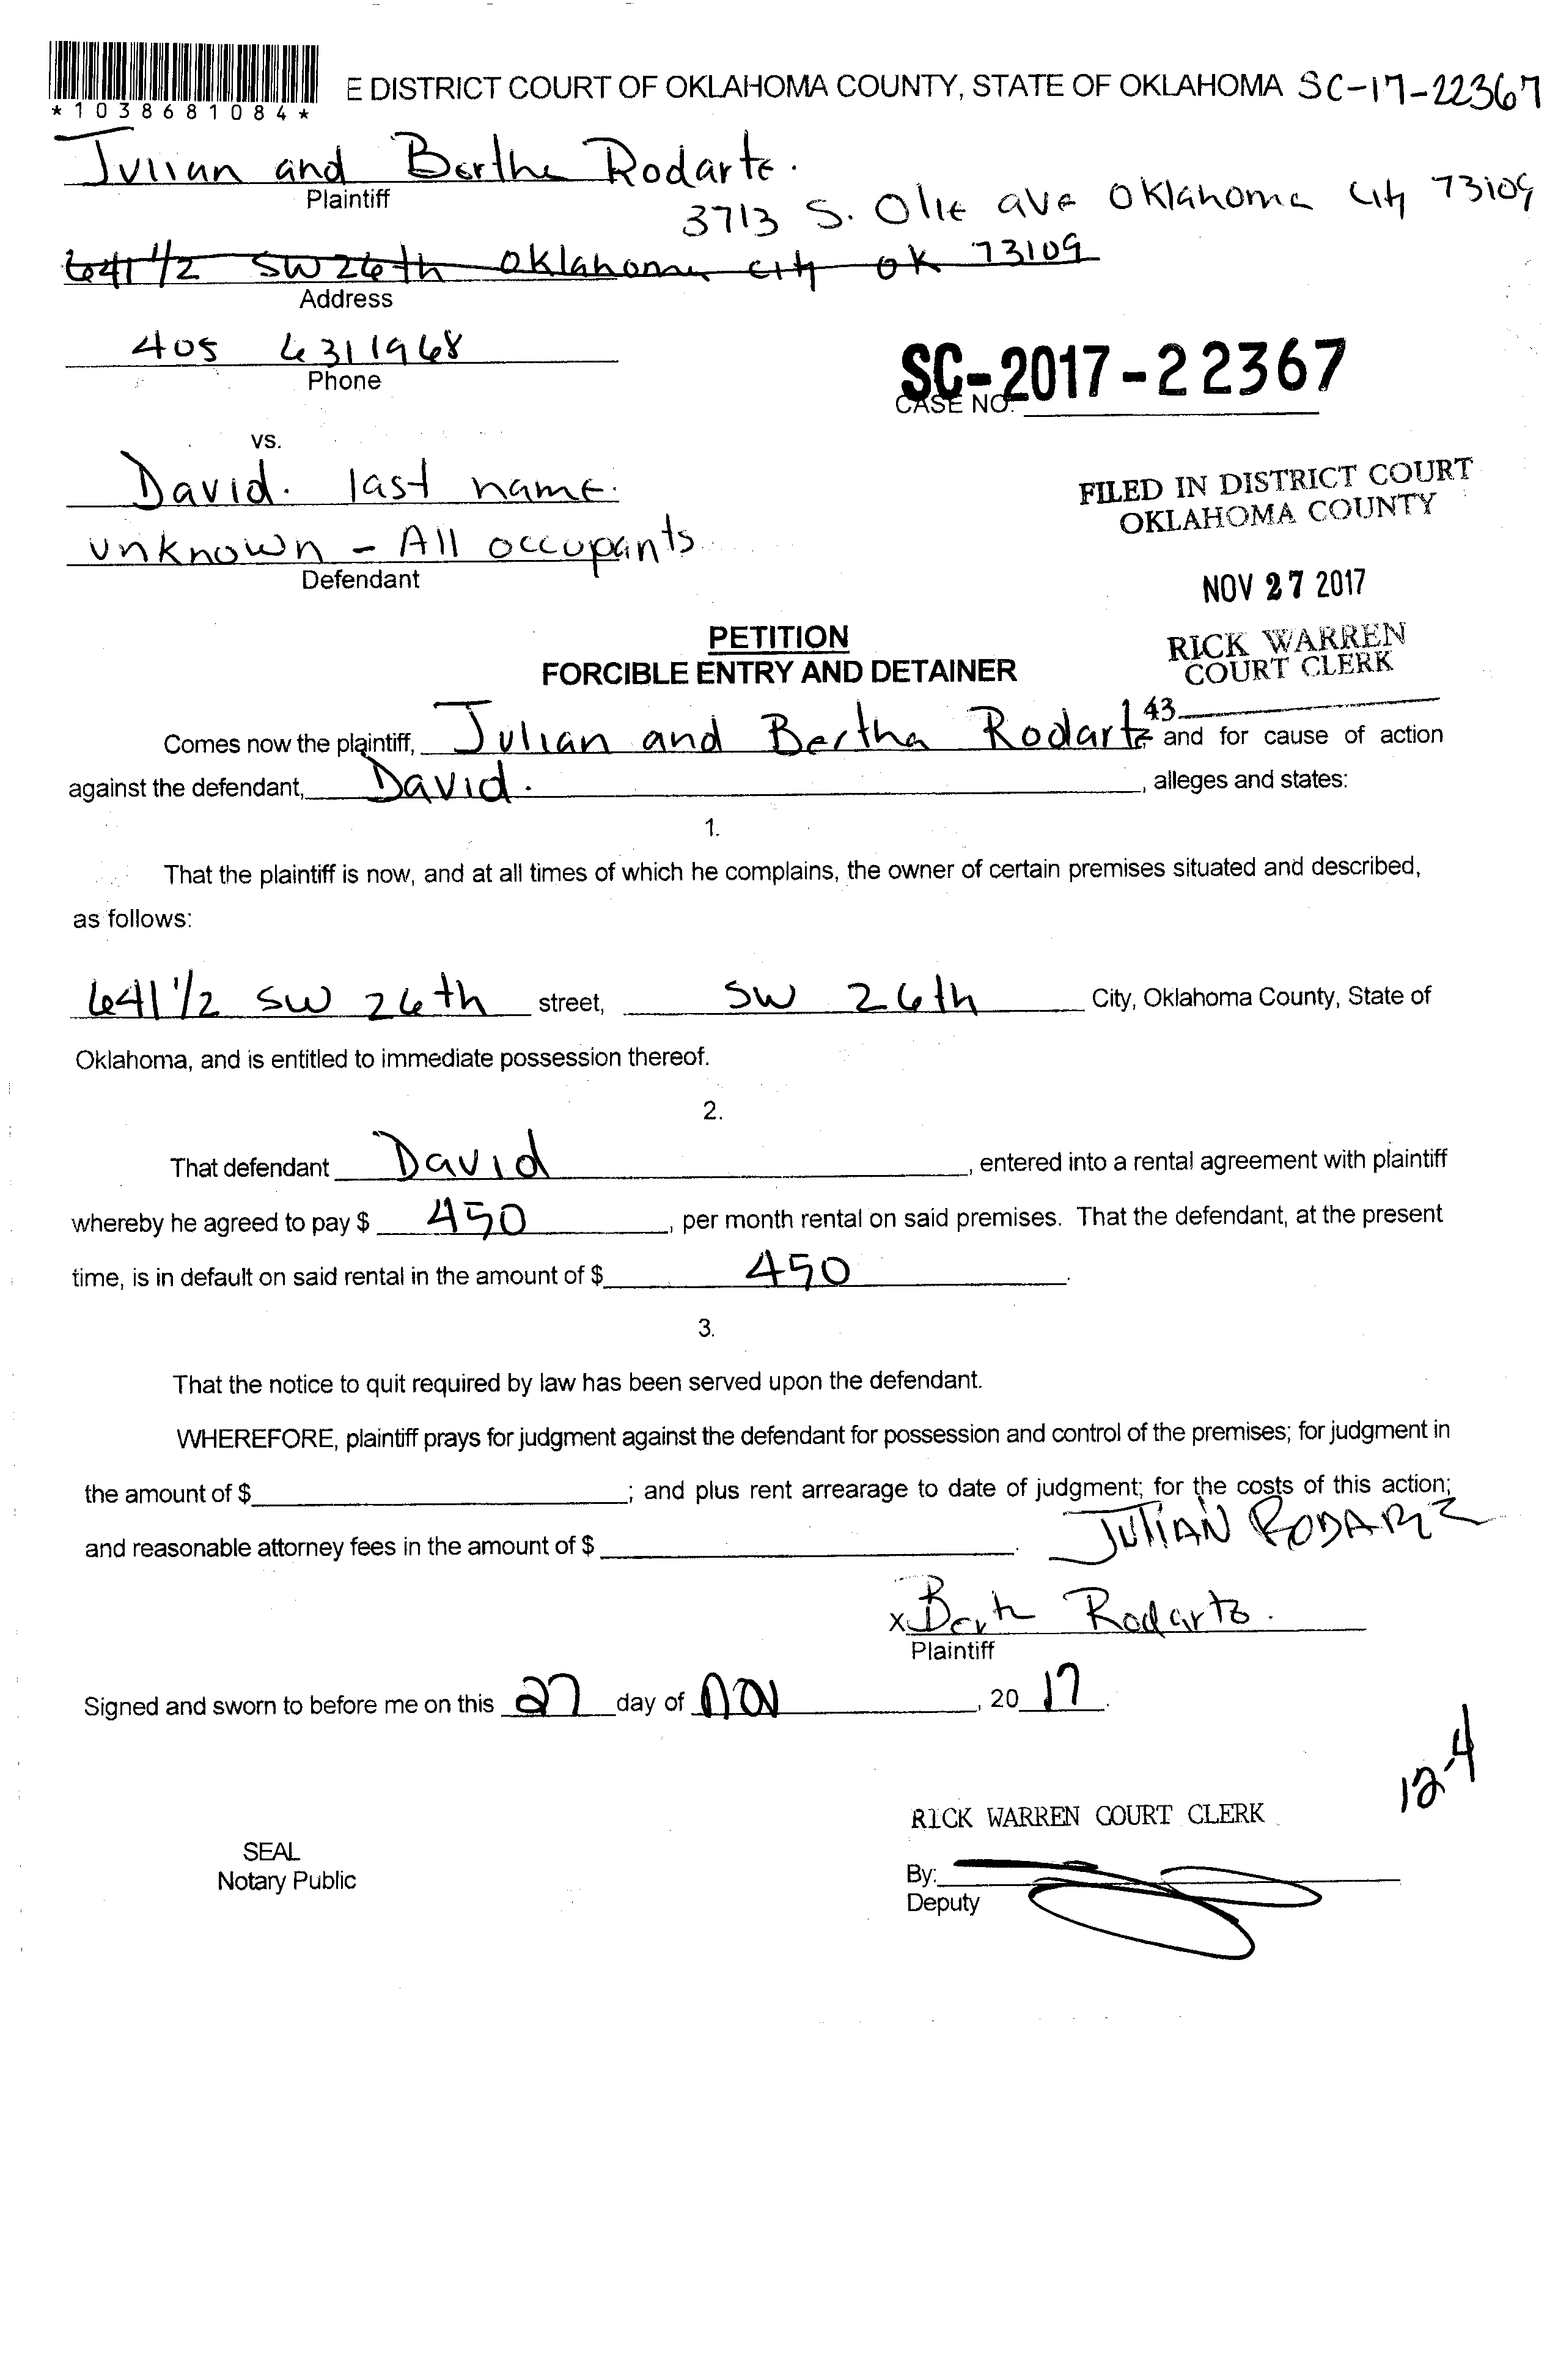 E DISTRICT COURT OF OKLAHOMA COUNTY, STATE OF OKLAHOMA SC-17-22367
*1038681084*
Julian and Bertha Rodarte.
Plaintiff
3713 S. Olie ave Oklahoma City 73109
641 1/2 SW 26th Oklahoma city OK 73109
Address
405 631 1968
Phone
SC-2017-22367
CASE NO.
vs.
David. last name.
unknown - All occupants
Defendant
FILED IN DISTRICT COURT
OKLAHOMA COUNTY
NOV 27 2017
RICK WARREN
COURT CLERK
43
PETITION
FORCIBLE ENTRY AND DETAINER
Comes now the plaintiff, Julian and Bertha Rodarte and for cause of action
against the defendant, David. , alleges and states:
1.
That the plaintiff is now, and at all times of which he complains, the owner of certain premises situated and described,
as follows:
641 1/2 SW 26th street, SW 26th City, Oklahoma County, State of
Oklahoma, and is entitled to immediate possession thereof.
2.
That defendant David , entered into a rental agreement with plaintiff
whereby he agreed to pay $ 450 , per month rental on said premises. That the defendant, at the present
time, is in default on said rental in the amount of $ 450 .
3.
That the notice to quit required by law has been served upon the defendant.
WHEREFORE, plaintiff prays for judgment against the defendant for possession and control of the premises; for judgment in
the amount of $ ; and plus rent arrearage to date of judgment; for the costs of this action;
and reasonable attorney fees in the amount of $ .
JULIAN RODARTE
x Berth Rodarte.
Plaintiff
Signed and sworn to before me on this 27 day of NOV , 20 17.
12-4
RICK WARREN COURT CLERK
SEAL
Notary Public
By:
Deputy